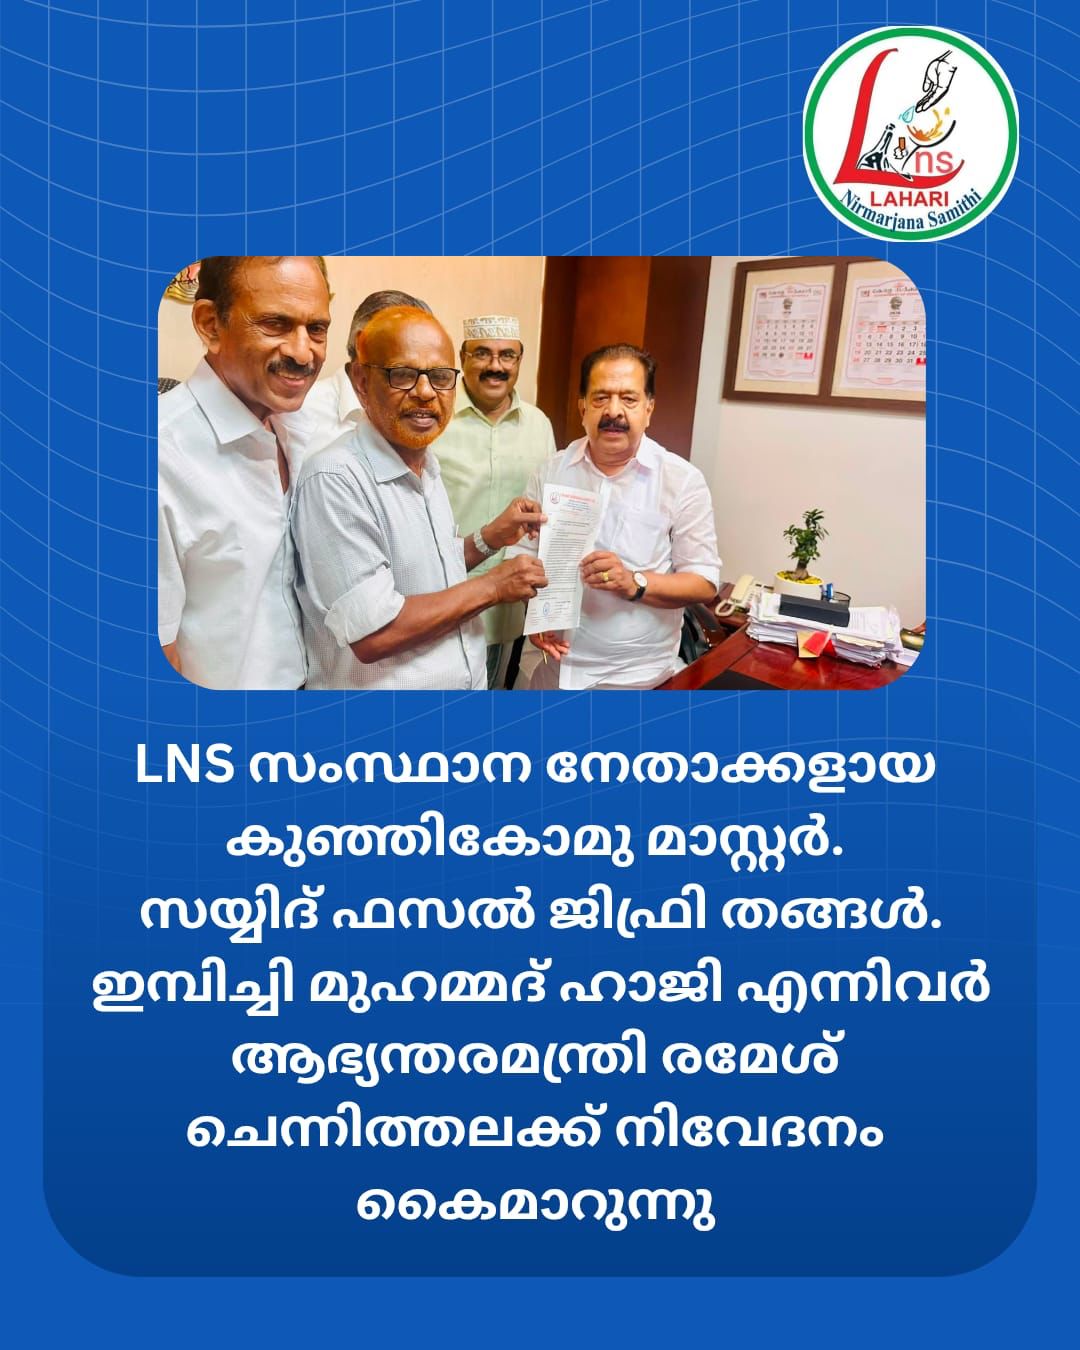 Lns
LAHARI
Nirmarjana Samithi
LNS സംസ്ഥാന നേതാക്കളായ
കുഞ്ഞികോമു മാസ്റ്റർ.
സയ്യിദ് ഫസൽ ജിഫ്രി തങ്ങൾ.
ഇമ്പിച്ചി മുഹമ്മദ് ഹാജി എന്നിവർ
ആഭ്യന്തരമന്ത്രി രമേശ്
ചെന്നിത്തലക്ക് നിവേദനം
കൈമാറുന്നു